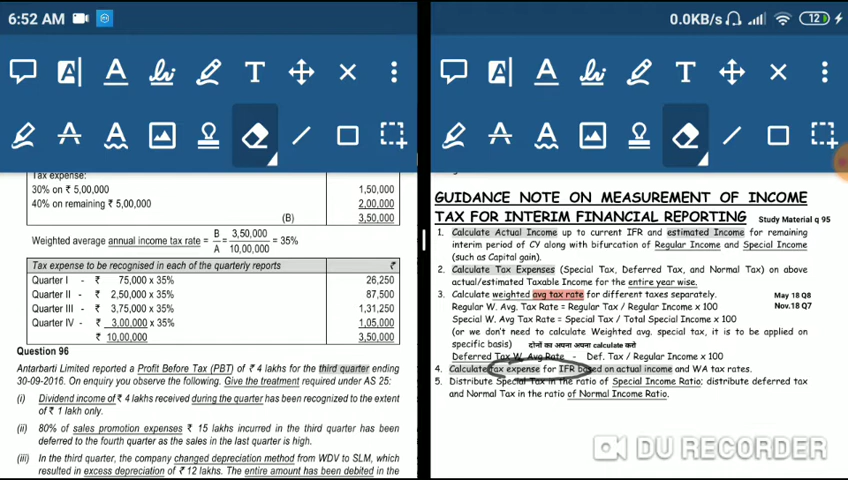 6:52 AM
0.0KB/s
12
Tax expense:
30% on ₹ 5,00,000 1,50,000
40% on remaining ₹ 5,00,000 2,00,000
(B) 3,50,000
Weighted average annual income tax rate = B/A = 3,50,000/10,00,000 = 35%
Tax expense to be recognised in each of the quarterly reports ₹
Quarter I - ₹ 75,000 x 35% 26,250
Quarter II - ₹ 2,50,000 x 35% 87,500
Quarter III - ₹ 3,75,000 x 35% 1,31,250
Quarter IV - ₹ 3,00,000 x 35% 1,05,000
₹ 10,00,000 3,50,000
Question 96
Antarbarti Limited reported a Profit Before Tax (PBT) of ₹ 4 lakhs for the third quarter ending
30-09-2016. On enquiry you observe the following. Give the treatment required under AS 25:
(i) Dividend income of ₹ 4 lakhs received during the quarter has been recognized to the extent
of ₹ 1 lakh only.
(ii) 80% of sales promotion expenses ₹ 15 lakhs incurred in the third quarter has been
deferred to the fourth quarter as the sales in the last quarter is high.
(iii) In the third quarter, the company changed depreciation method from WDV to SLM, which
resulted in excess depreciation of ₹ 12 lakhs. The entire amount has been debited in the
GUIDANCE NOTE ON MEASUREMENT OF INCOME
TAX FOR INTERIM FINANCIAL REPORTING Study Material q 95
1. Calculate Actual Income up to current IFR and estimated Income for remaining
interim period of CY along with bifurcation of Regular Income and Special Income
(such as Capital gain).
2. Calculate Tax Expenses (Special Tax, Deferred Tax, and Normal Tax) on above
actual/estimated Taxable Income for the entire year wise.
3. Calculate weighted avg tax rate for different taxes separately. May 18 Q8
Regular W. Avg. Tax Rate = Regular Tax / Regular Income x 100 Nov.18 Q7
Special W. Avg Tax Rate = Special Tax / Total Special Income x 100
(or we don't need to calculate Weighted avg. special tax, it is to be applied on
specific basis) दोनों का अपना अपना calculate करो
Deferred Tax W. Avg Rate - Def. Tax / Regular Income x 100
4. Calculate tax expense for IFR based on actual income and WA tax rates.
5. Distribute Special Tax in the ratio of Special Income Ratio; distribute deferred tax
and Normal Tax in the ratio of Normal Income Ratio.
DU RECORDER